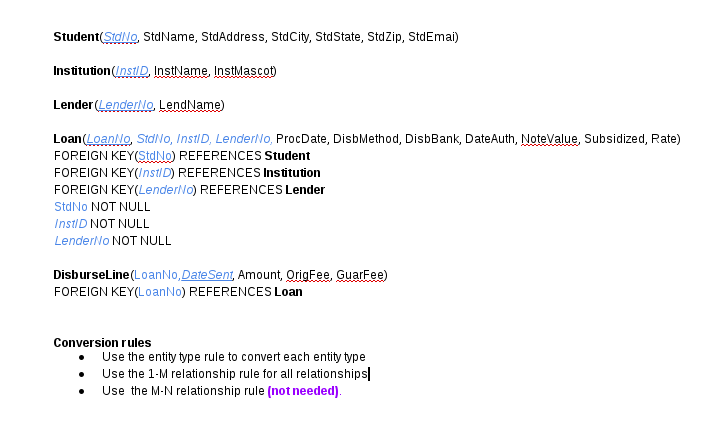 Student(StdNo, StdName, StdAddress, StdCity, StdState, StdZip, StdEmai)
Institution(InstID, InstName, InstMascot)
Lender(LenderNo, LendName)
Loan(LoanNo, StdNo, InstID, LenderNo, ProcDate, DisbMethod, DisbBank, DateAuth, NoteValue, Subsidized, Rate)
FOREIGN KEY(StdNo) REFERENCES Student
FOREIGN KEY(InstID) REFERENCES Institution
FOREIGN KEY(LenderNo) REFERENCES Lender
StdNo NOT NULL
InstID NOT NULL
LenderNo NOT NULL
DisburseLine(LoanNo,DateSent, Amount, OrigFee, GuarFee)
FOREIGN KEY(LoanNo) REFERENCES Loan
Conversion rules
• Use the entity type rule to convert each entity type
• Use the 1-M relationship rule for all relationships
• Use the M-N relationship rule (not needed).